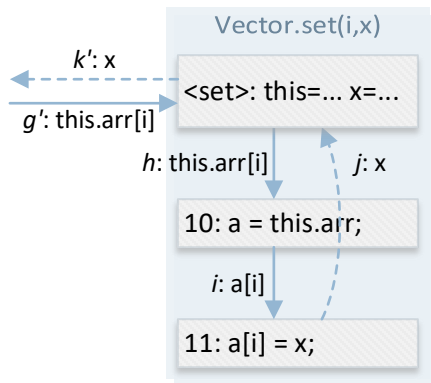 Vector.set(i,x)
k': x
<set>: this=... x=...
g': this.arr[i]
h: this.arr[i]
j: x
10: a = this.arr;
i: a[i]
11: a[i] = x;